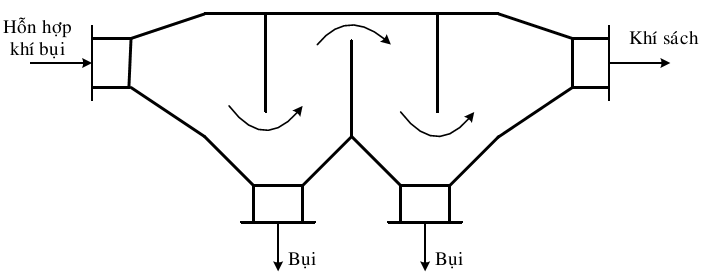 Hỗn hợp
khí bụi
Khí sách
Bụi
Bụi